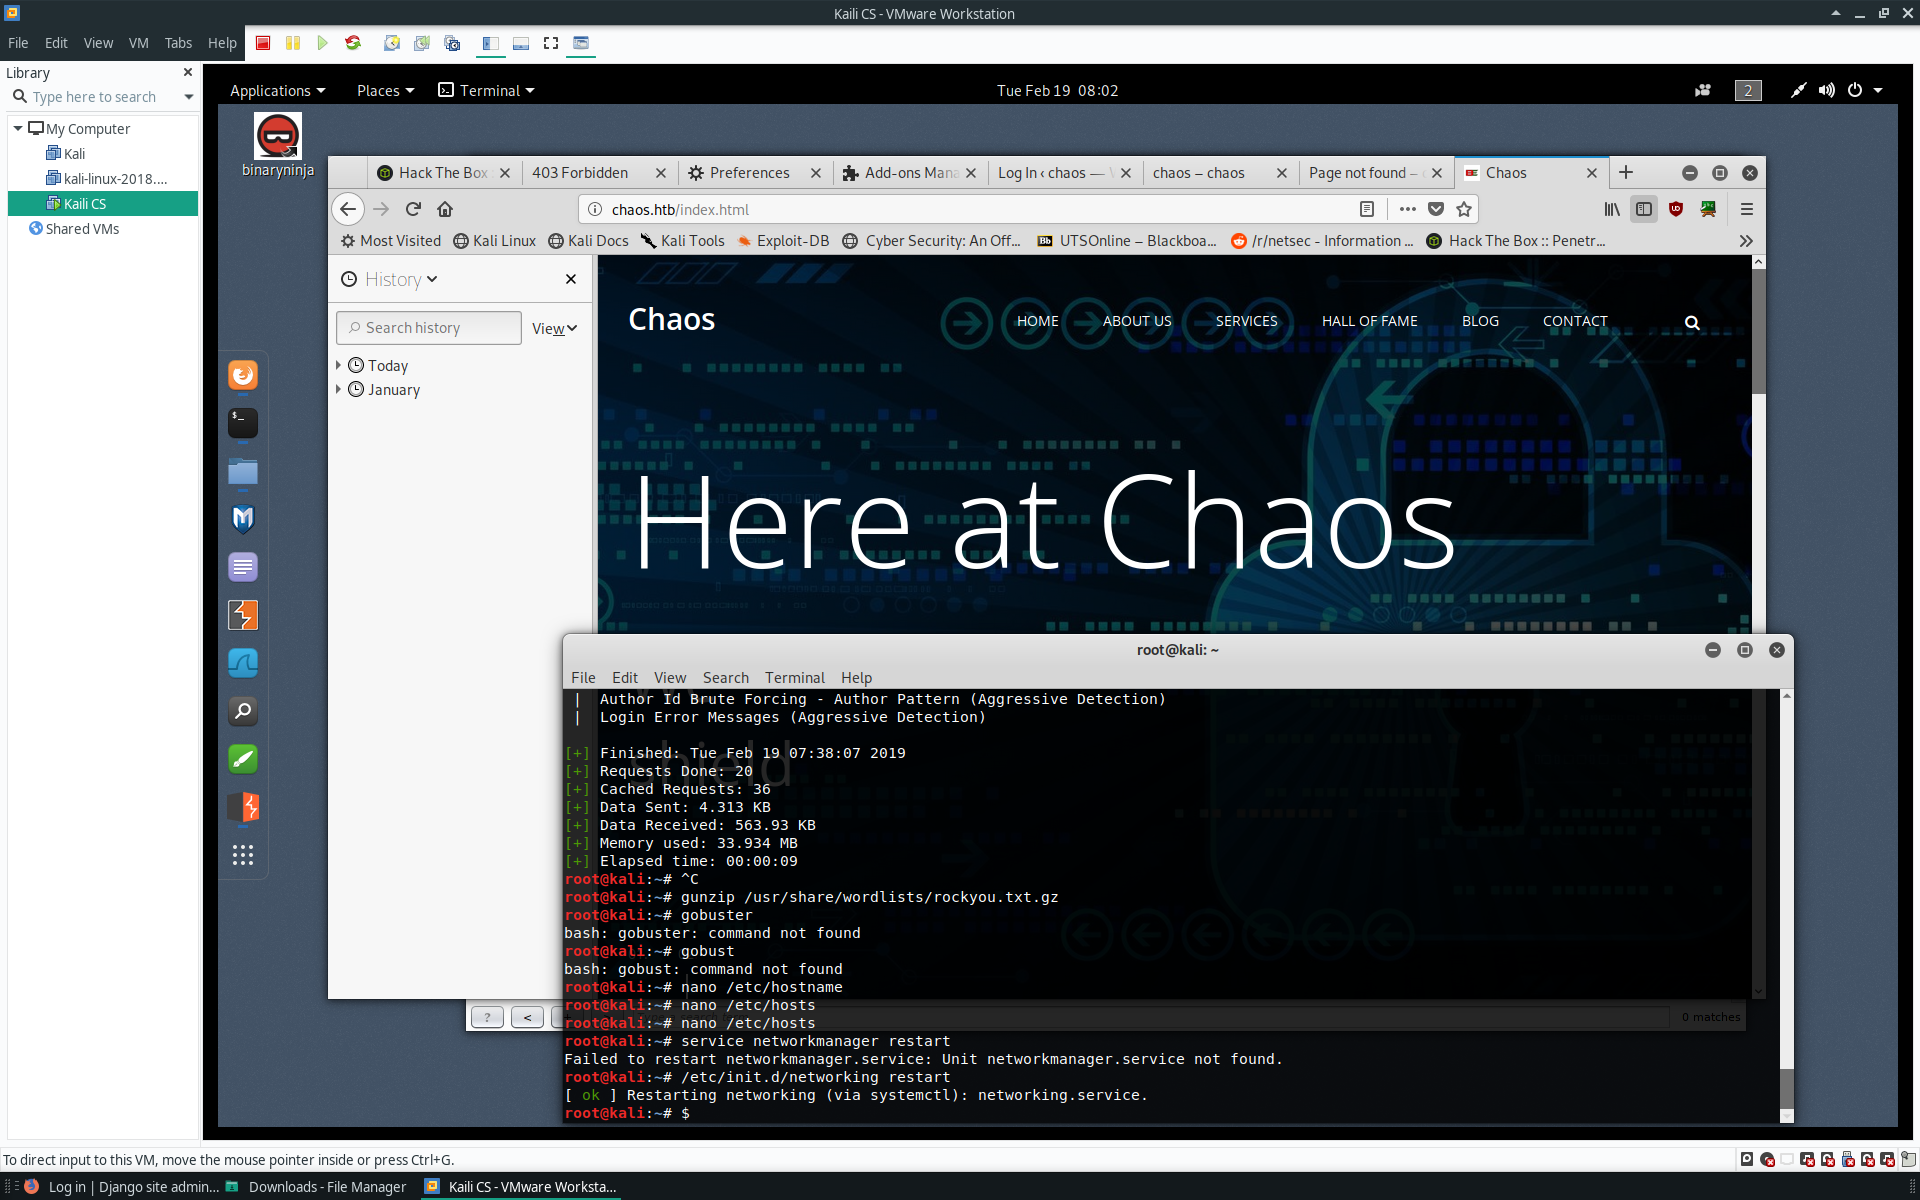 Kaili CS - VMware Workstation
File Edit View VM Tabs Help
Library
Type here to search
My Computer
Kali
kali-linux-2018....
Kaili CS
Shared VMs
Applications Places Terminal Tue Feb 19 08:02 2
binaryninja
Hack The Box 403 Forbidden Preferences Add-ons Mana Log In ‹ chaos — chaos – chaos Page not found – Chaos
chaos.htb/index.html
Most Visited Kali Linux Kali Docs Kali Tools Exploit-DB Cyber Security: An Off... Bb UTSOnline – Blackboa... /r/netsec - Information ... Hack The Box :: Penetr...
History
Search history View
Today
January
Chaos HOME ABOUT US SERVICES HALL OF FAME BLOG CONTACT
Here at Chaos
shield
root@kali: ~
File Edit View Search Terminal Help
| Author Id Brute Forcing - Author Pattern (Aggressive Detection)
| Login Error Messages (Aggressive Detection)
[+] Finished: Tue Feb 19 07:38:07 2019
[+] Requests Done: 20
[+] Cached Requests: 36
[+] Data Sent: 4.313 KB
[+] Data Received: 563.93 KB
[+] Memory used: 33.934 MB
[+] Elapsed time: 00:00:09
root@kali:~# ^C
root@kali:~# gunzip /usr/share/wordlists/rockyou.txt.gz
root@kali:~# gobuster
bash: gobuster: command not found
root@kali:~# gobust
bash: gobust: command not found
root@kali:~# nano /etc/hostname
root@kali:~# nano /etc/hosts
root@kali:~# nano /etc/hosts
root@kali:~# service networkmanager restart
Failed to restart networkmanager.service: Unit networkmanager.service not found.
root@kali:~# /etc/init.d/networking restart
[ ok ] Restarting networking (via systemctl): networking.service.
root@kali:~# $
? < 0 matches
To direct input to this VM, move the mouse pointer inside or press Ctrl+G.
Log in | Django site admin... Downloads - File Manager Kaili CS - VMware Worksta...